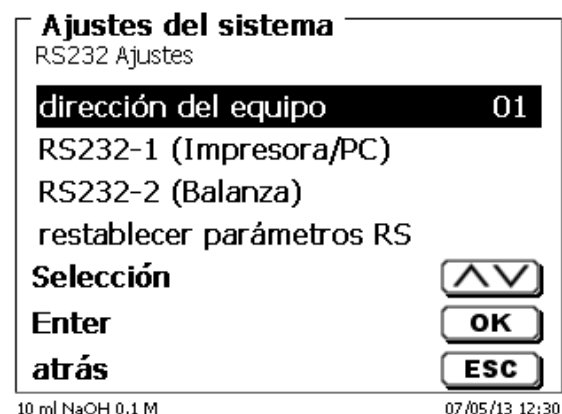 Ajustes del sistema
RS232 Ajustes
dirección del equipo 01
RS232-1 (Impresora/PC)
RS232-2 (Balanza)
restablecer parámetros RS
Selección
Enter OK
atrás ESC
10 ml NaOH 0.1 M 07/05/13 12:30